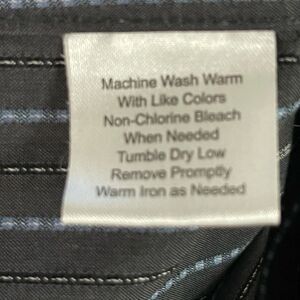 Machine Wash Warm
With Like Colors
Non-Chlorine Bleach
When Needed
Tumble Dry Low
Remove Promptly
Warm Iron as Needed